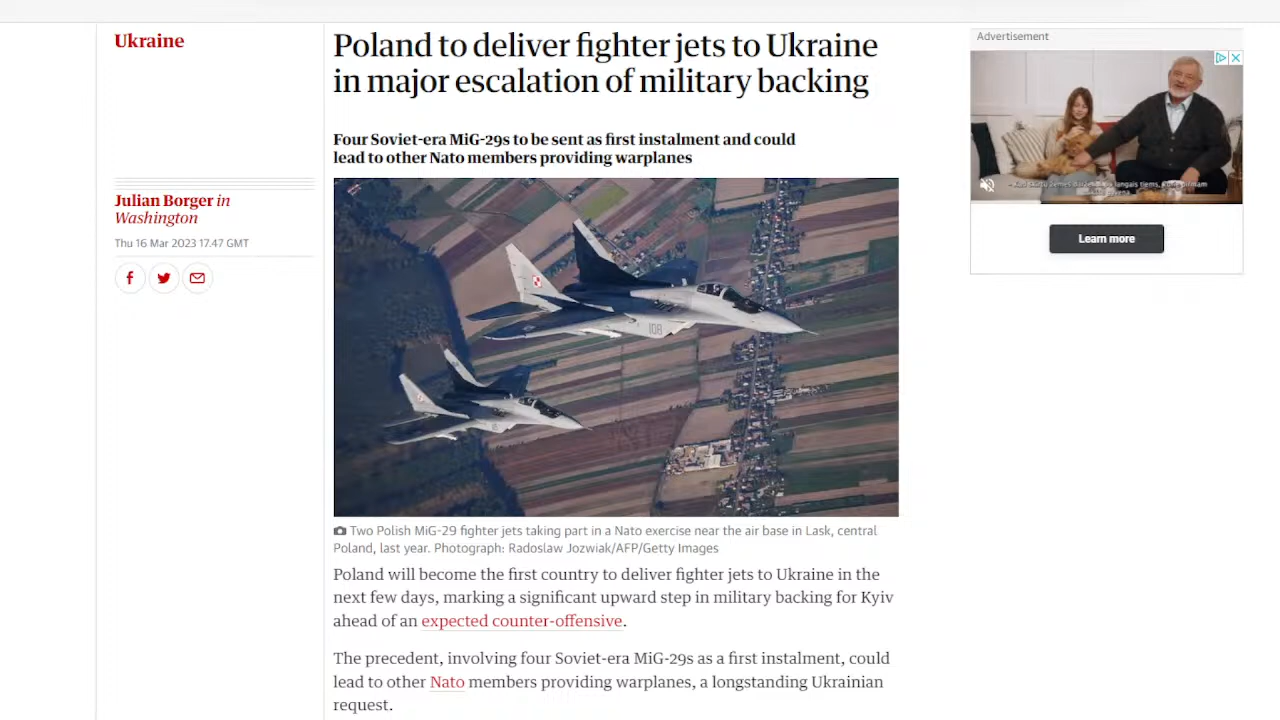 Ukraine
Poland to deliver fighter jets to Ukraine
in major escalation of military backing
Four Soviet-era MiG-29s to be sent as first instalment and could
lead to other Nato members providing warplanes
Julian Borger in
Washington
Thu 16 Mar 2023 17.47 GMT
108
Two Polish MiG-29 fighter jets taking part in a Nato exercise near the air base in Lask, central
Poland, last year. Photograph: Radoslaw Jozwiak/AFP/Getty Images
Poland will become the first country to deliver fighter jets to Ukraine in the
next few days, marking a significant upward step in military backing for Kyiv
ahead of an expected counter-offensive.
The precedent, involving four Soviet-era MiG-29s as a first instalment, could
lead to other Nato members providing warplanes, a longstanding Ukrainian
request.
Advertisement
Learn more